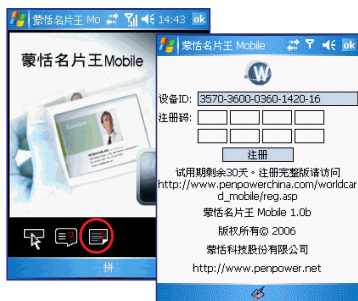 蒙恬名片王 Mo 14:43 ok
蒙恬名片王Mobile
拼
蒙恬名片王 Mobile ok
W
设备ID: 3570-3600-0360-1420-16
注册碼:
注册
试用期剩余30天。注册完整版请访问
http://www.penpowerchina.com/worldcar
d_mobile/reg.asp
蒙恬名片王 Mobile 1.0b
版权所有© 2006
蒙恬科技股份有限公司
http://www.penpower.net